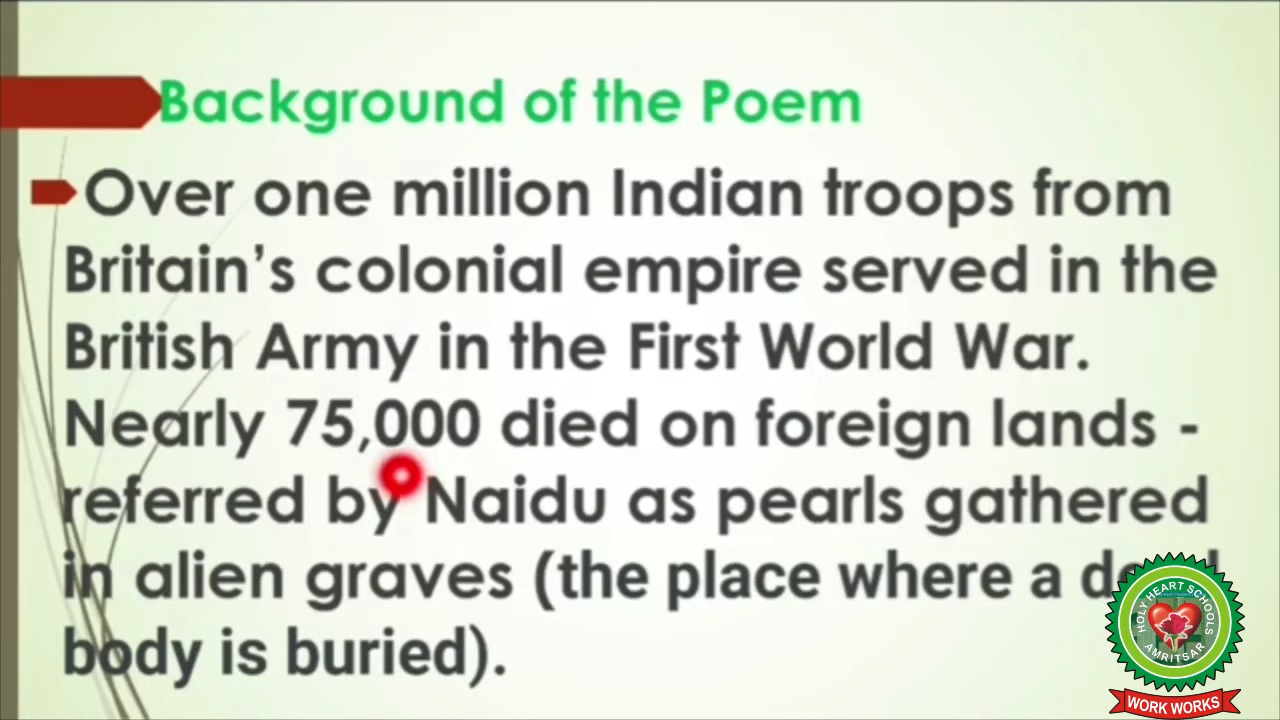 Background of the Poem
Over one million Indian troops from
Britain's colonial empire served in the
British Army in the First World War.
Nearly 75,000 died on foreign lands -
referred by Naidu as pearls gathered
in alien graves (the place where a
body is buried).
HOLY HEART SCHOOLS
AMRITSAR
WORK WORKS